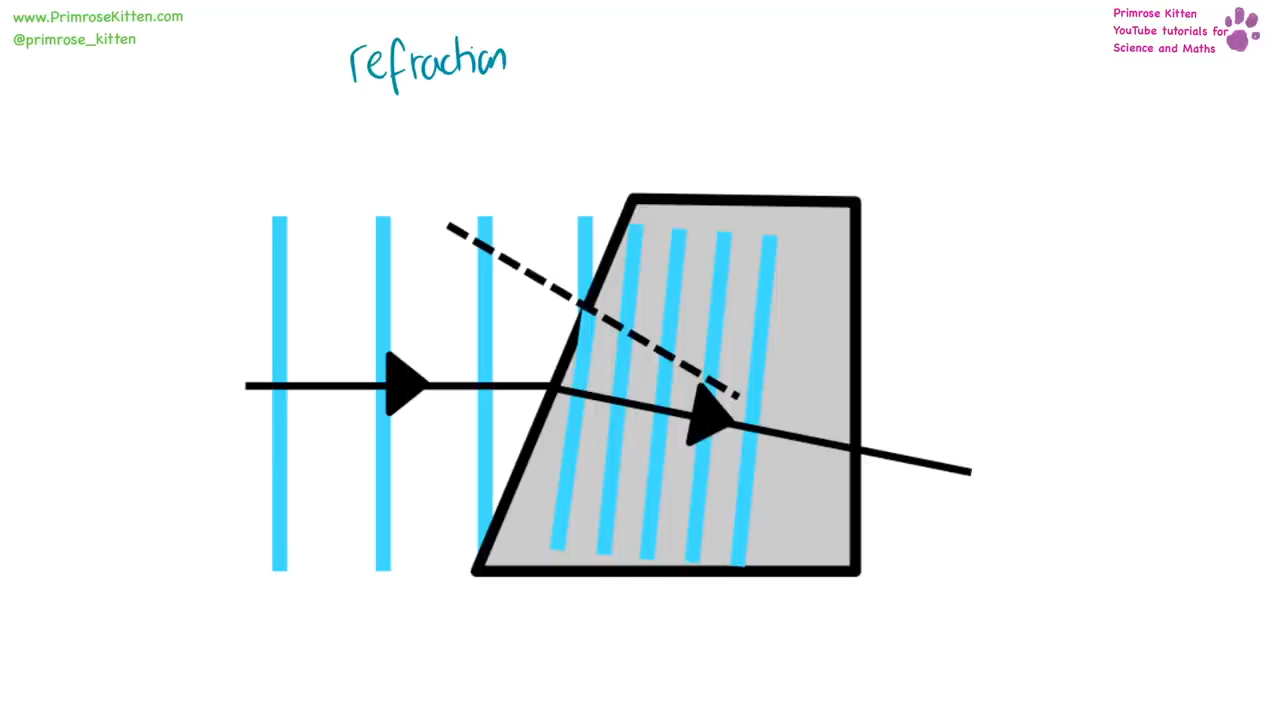 www.PrimroseKitten.com
@primrose_kitten
Primrose Kitten
YouTube tutorials for
Science and Maths
refraction